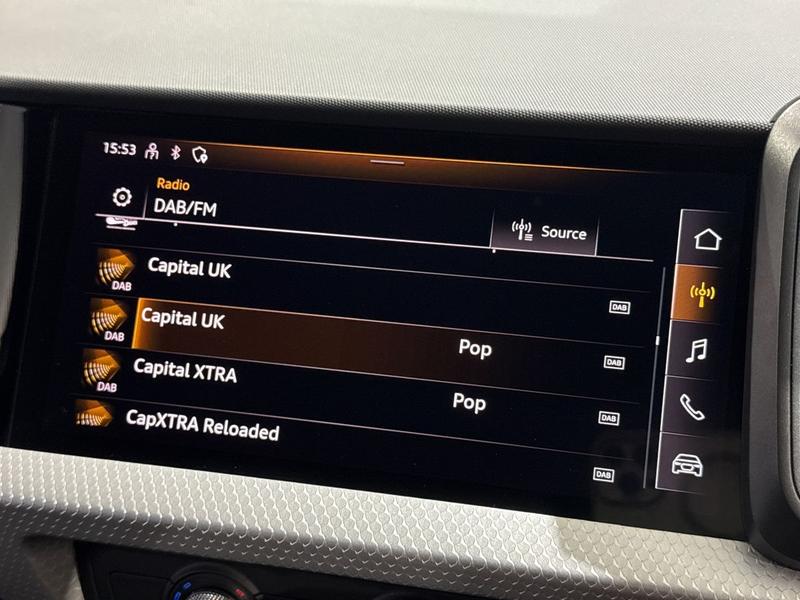 15:53
Radio
DAB/FM
Source
Capital UK
DAB
DAB
Capital UK
Pop
DAB
DAB
Capital XTRA
Pop
DAB
DAB
CapXTRA Reloaded
DAB